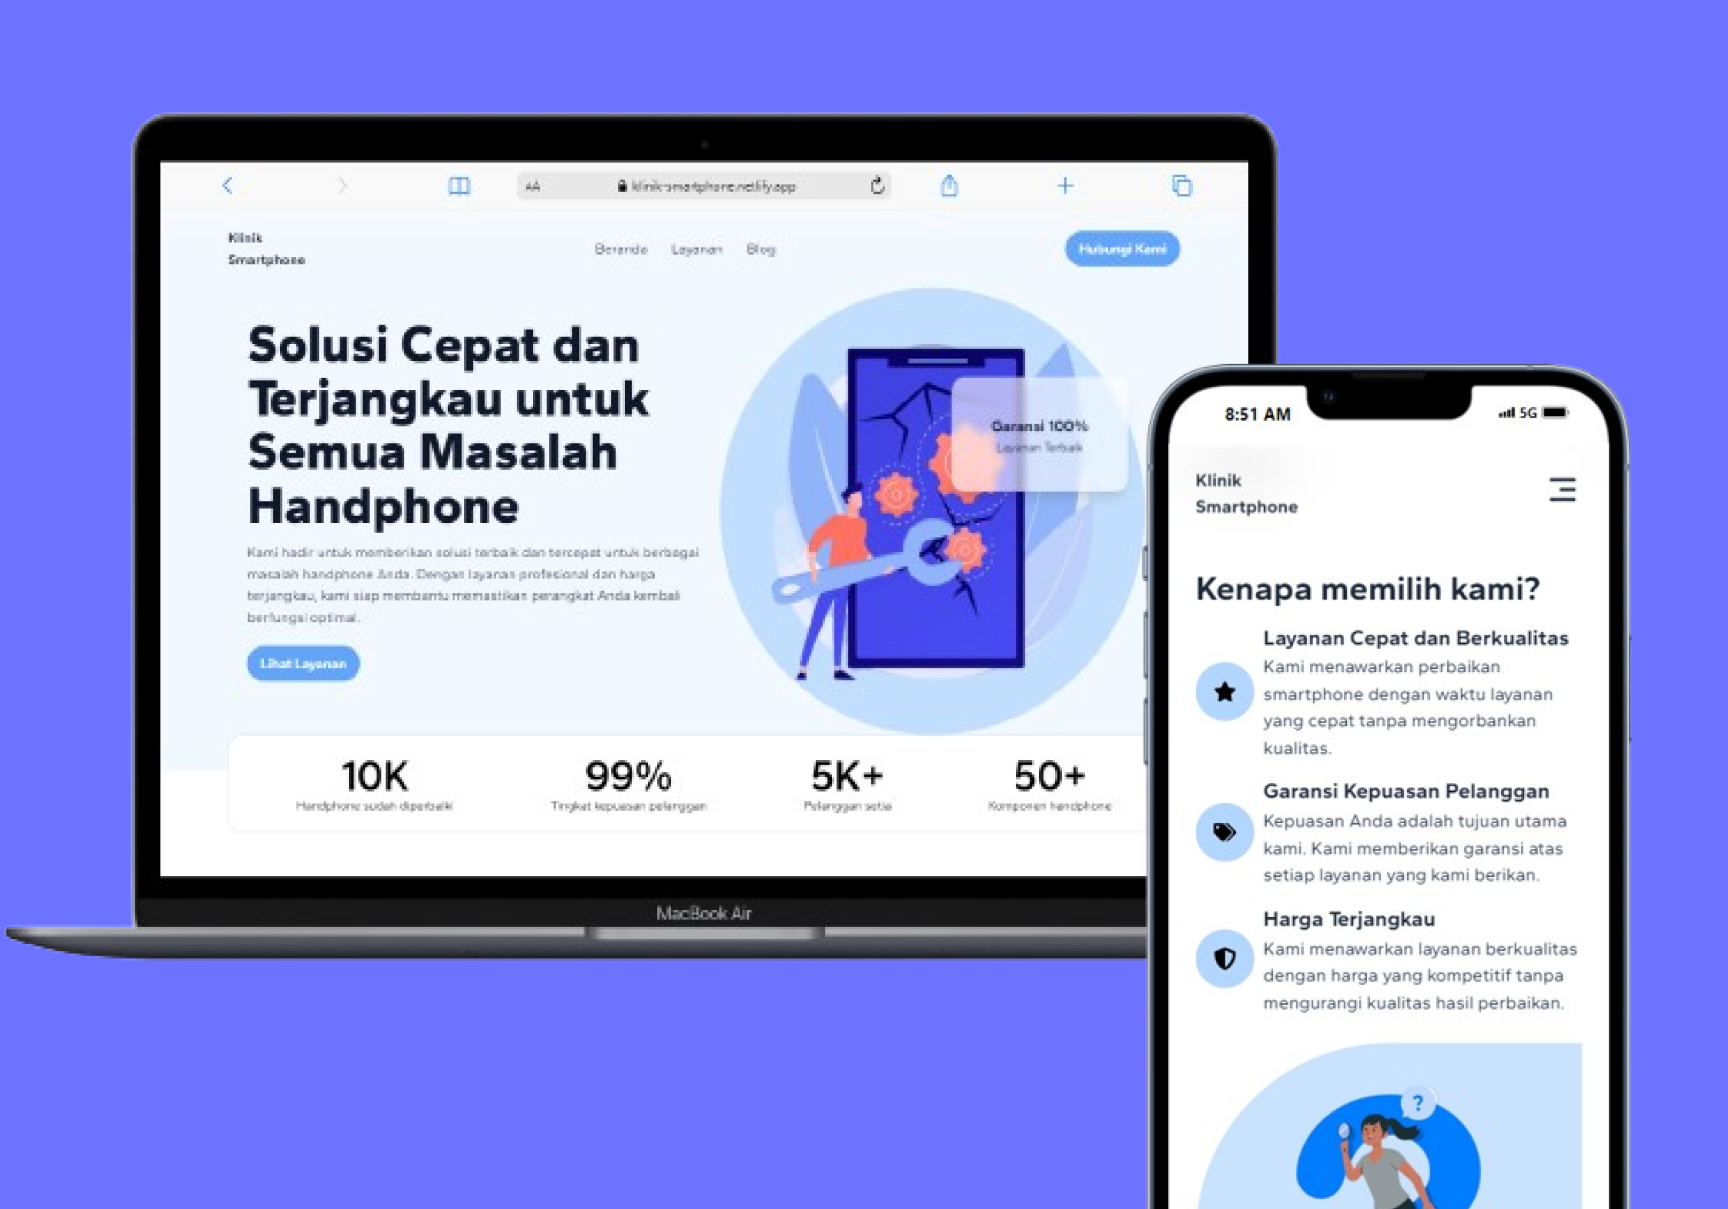 AA
klinik-smartphone.netlify.app
Klinik
Smartphone
Beranda Layanan Blog
Hubungi Kami
Solusi Cepat dan
Terjangkau untuk
Semua Masalah
Handphone
Kami hadir untuk memberikan solusi terbaik dan tercepat untuk berbagai
masalah handphone Anda. Dengan layanan profesional dan harga
terjangkau, kami siap membantu memastikan perangkat Anda kembali
berfungsi optimal.
Lihat Layanan
Garansi 100%
Layanan Terbaik
10K 99% 5K+ 50+
Handphone sudah diperbaiki Tingkat kepuasan pelanggan Pelanggan setia Komponen handphone
MacBook Air
8:51 AM
5G
Klinik
Smartphone
Kenapa memilih kami?
Layanan Cepat dan Berkualitas
Kami menawarkan perbaikan
smartphone dengan waktu layanan
yang cepat tanpa mengorbankan
kualitas.
Garansi Kepuasan Pelanggan
Kepuasan Anda adalah tujuan utama
kami. Kami memberikan garansi atas
setiap layanan yang kami berikan.
Harga Terjangkau
Kami menawarkan layanan berkualitas
dengan harga yang kompetitif tanpa
mengurangi kualitas hasil perbaikan.
?